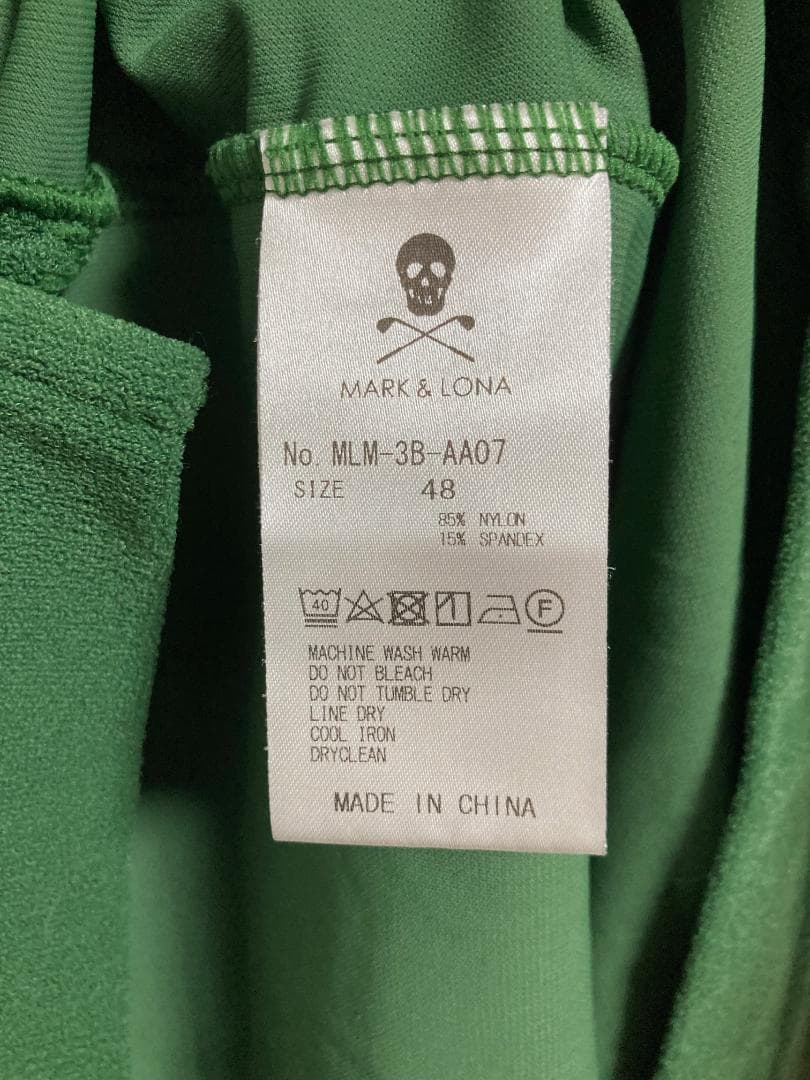 MARK & LONA
No. MLM-3B-AA07
SIZE 48
85% NYLON
15% SPANDEX
40 F
MACHINE WASH WARM
DO NOT BLEACH
DO NOT TUMBLE DRY
LINE DRY
COOL IRON
DRYCLEAN
MADE IN CHINA